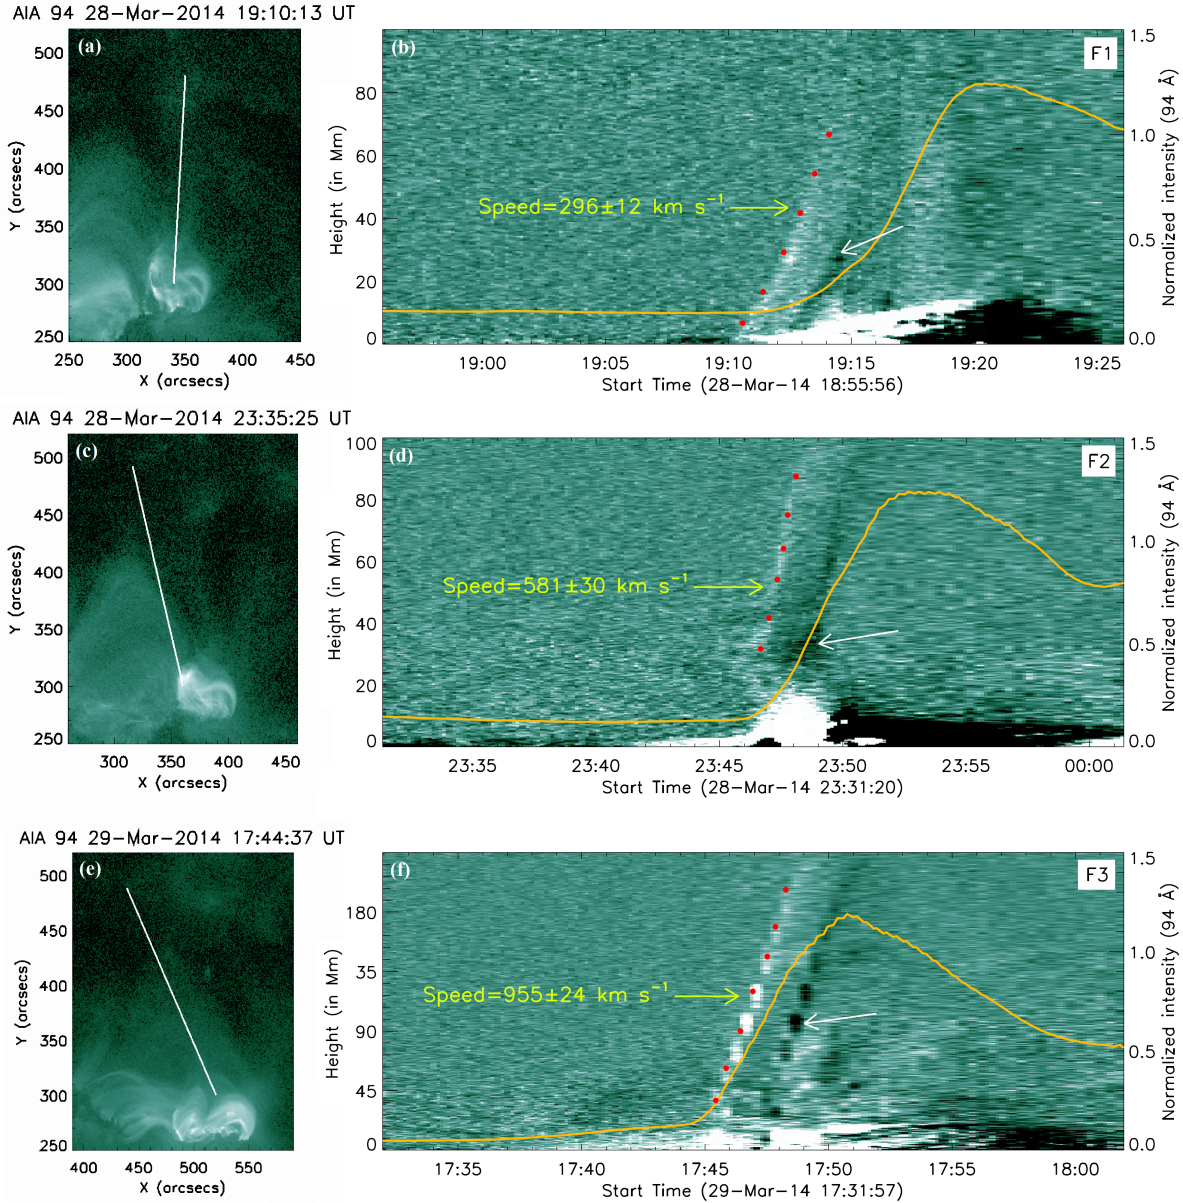 AIA 94 28-Mar-2014 19:10:13 UT
(a)
500
450
400
350
300
250
Y (arcsecs)
250 300 350 400 450
X (arcsecs)
(b)
F1
80
60
40
20
0
Height (in Mm)
Speed=296±12 km s⁻¹
1.5
1.0
0.5
0.0
Normalized intensity (94 Å)
19:00 19:05 19:10 19:15 19:20 19:25
Start Time (28-Mar-14 18:55:56)
AIA 94 28-Mar-2014 23:35:25 UT
(c)
500
450
400
350
300
250
Y (arcsecs)
300 350 400 450
X (arcsecs)
(d)
F2
100
80
60
40
20
0
Height (in Mm)
Speed=581±30 km s⁻¹
1.5
1.0
0.5
0.0
Normalized intensity (94 Å)
23:35 23:40 23:45 23:50 23:55 00:00
Start Time (28-Mar-14 23:31:20)
AIA 94 29-Mar-2014 17:44:37 UT
(e)
500
450
400
350
300
250
Y (arcsecs)
400 450 500 550
X (arcsecs)
(f)
F3
180
35
90
45
0
Height (in Mm)
Speed=955±24 km s⁻¹
1.5
1.0
0.5
0.0
Normalized intensity (94 Å)
17:35 17:40 17:45 17:50 17:55 18:00
Start Time (29-Mar-14 17:31:57)